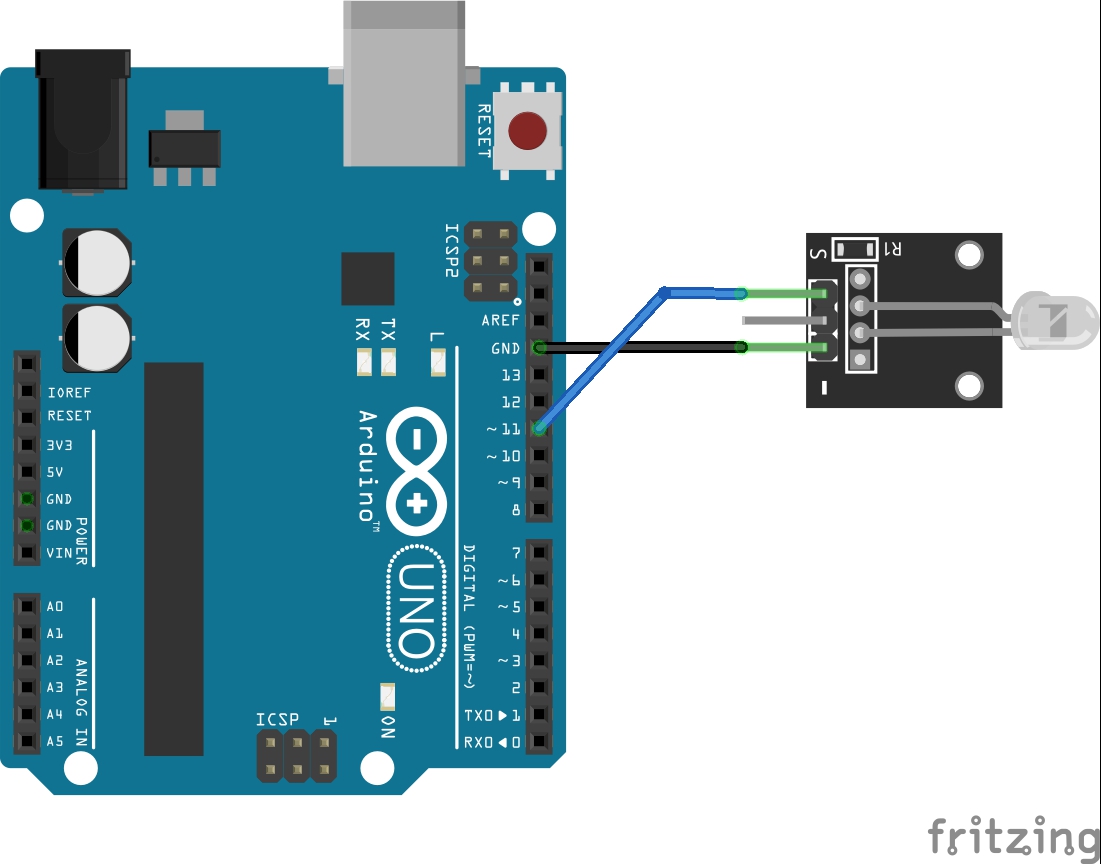 RESET
ICSP2
AREF
GND
13
12
~11
~10
~9
8
7
~6
~5
4
~3
2
TX0▶1
RX0◀0
RX
TX
L
IOREF
RESET
3V3
5V
GND
GND
VIN
POWER
A0
A1
A2
A3
A4
A5
ANALOG IN
Arduino™
UNO
DIGITAL (PWM=~)
ICSP
1
ON
S
R1
-
fritzing